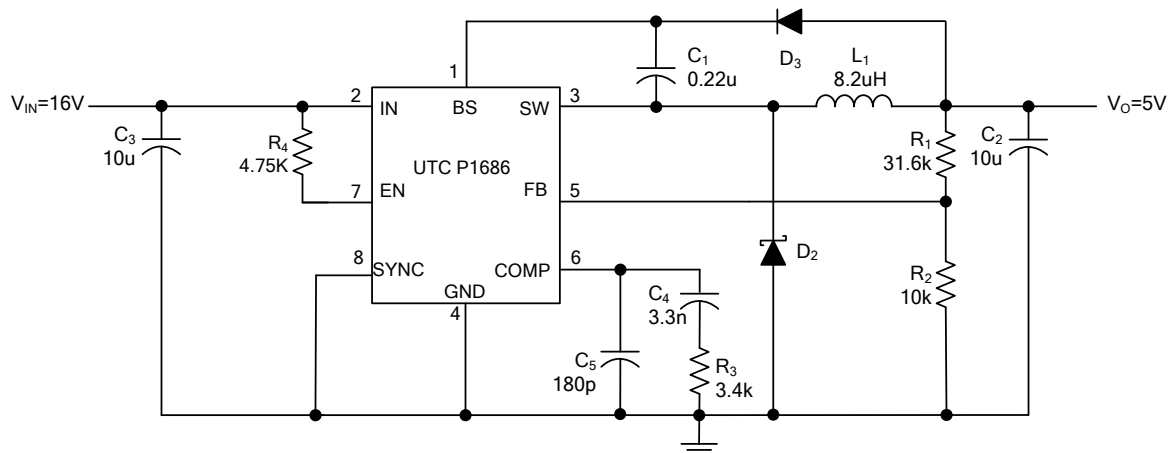 D₃
C₁
0.22u
L₁
8.2uH
1
V_IN=16V
2
IN
BS
SW
3
V_O=5V
C₃
10u
R₄
4.75K
R₁
31.6k
C₂
10u
UTC P1686
7
EN
FB
5
8
SYNC
COMP
6
D₂
GND
4
C₄
3.3n
R₂
10k
C₅
180p
R₃
3.4k